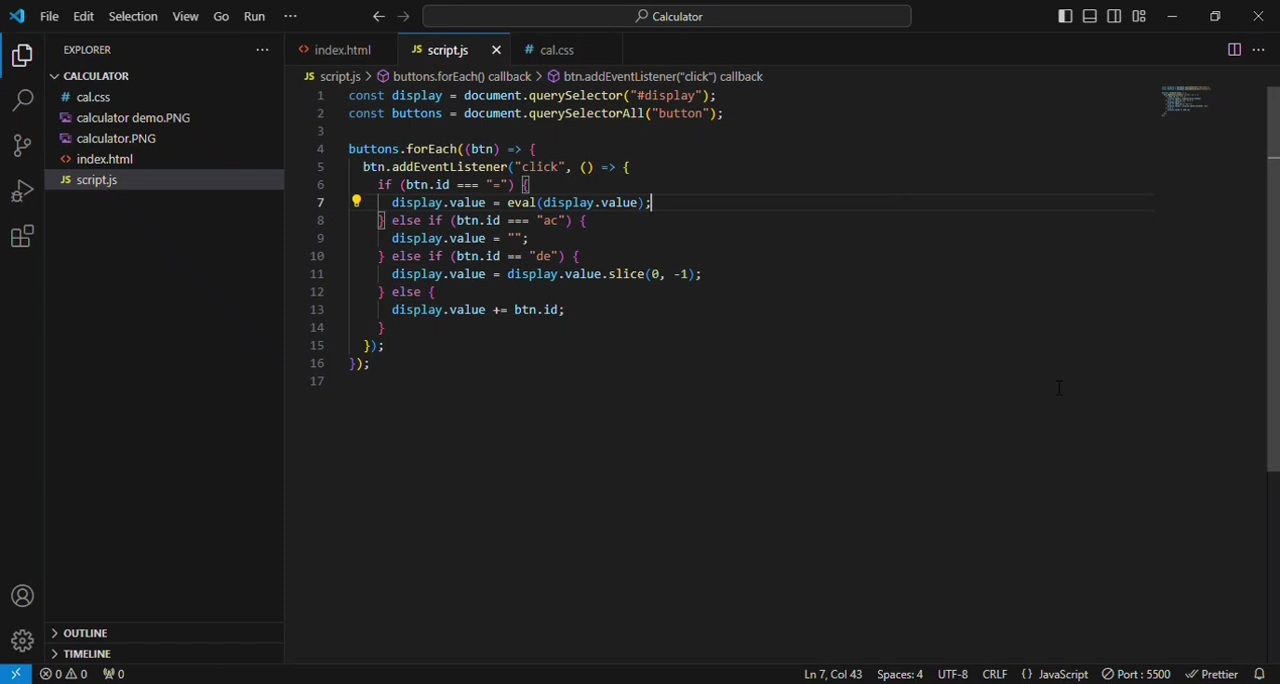 File Edit Selection View Go Run ··· Calculator
EXPLORER ···
CALCULATOR
# cal.css
calculator demo.PNG
calculator.PNG
<> index.html
JS script.js
<> index.html JS script.js # cal.css ···
JS script.js > buttons.forEach() callback > btn.addEventListener("click") callback
1 const display = document.querySelector("#display");
2 const buttons = document.querySelectorAll("button");
3
4 buttons.forEach((btn) => {
5 btn.addEventListener("click", () => {
6 if (btn.id === "=") {
7 display.value = eval(display.value);
8 } else if (btn.id === "ac") {
9 display.value = "";
10 } else if (btn.id == "de") {
11 display.value = display.value.slice(0, -1);
12 } else {
13 display.value += btn.id;
14 }
15 });
16 });
17
OUTLINE
TIMELINE
0 0 0 Ln 7, Col 43 Spaces: 4 UTF-8 CRLF {} JavaScript Port : 5500 Prettier